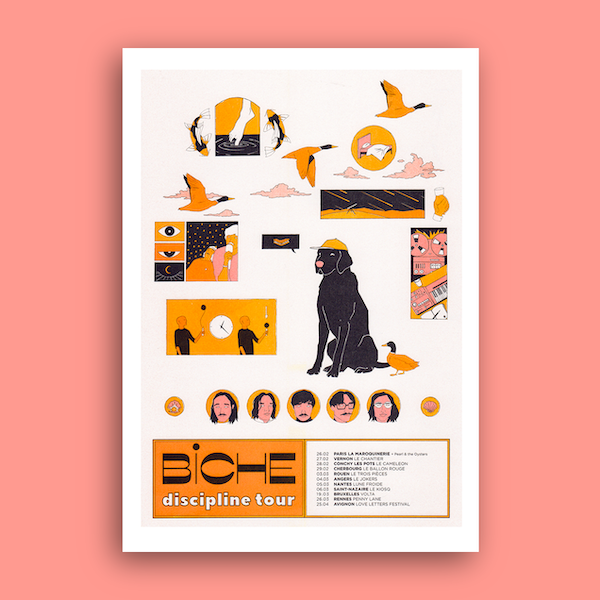 BICHE
discipline tour
26.02 PARIS LA MAROQUINERIE + Pearl & the Guitars
27.02 VERNON LE CHANTIER
28.02 CONCHY LES POTS LE CAMELEON
29.02 CHERBOURG LE BALLON ROUGE
03.03 ROUEN LE TROIS PIÈCES
04.03 ANGERS LE JOKERS
05.03 NANTES LUNE FROIDE
06.03 SAINT-NAZAIRE LE KIOSQ
19.03 BRUXELLES VOLTA
26.03 RENNES PENNY LANE
25.04 AVIGNON LOVE LETTERS FESTIVAL